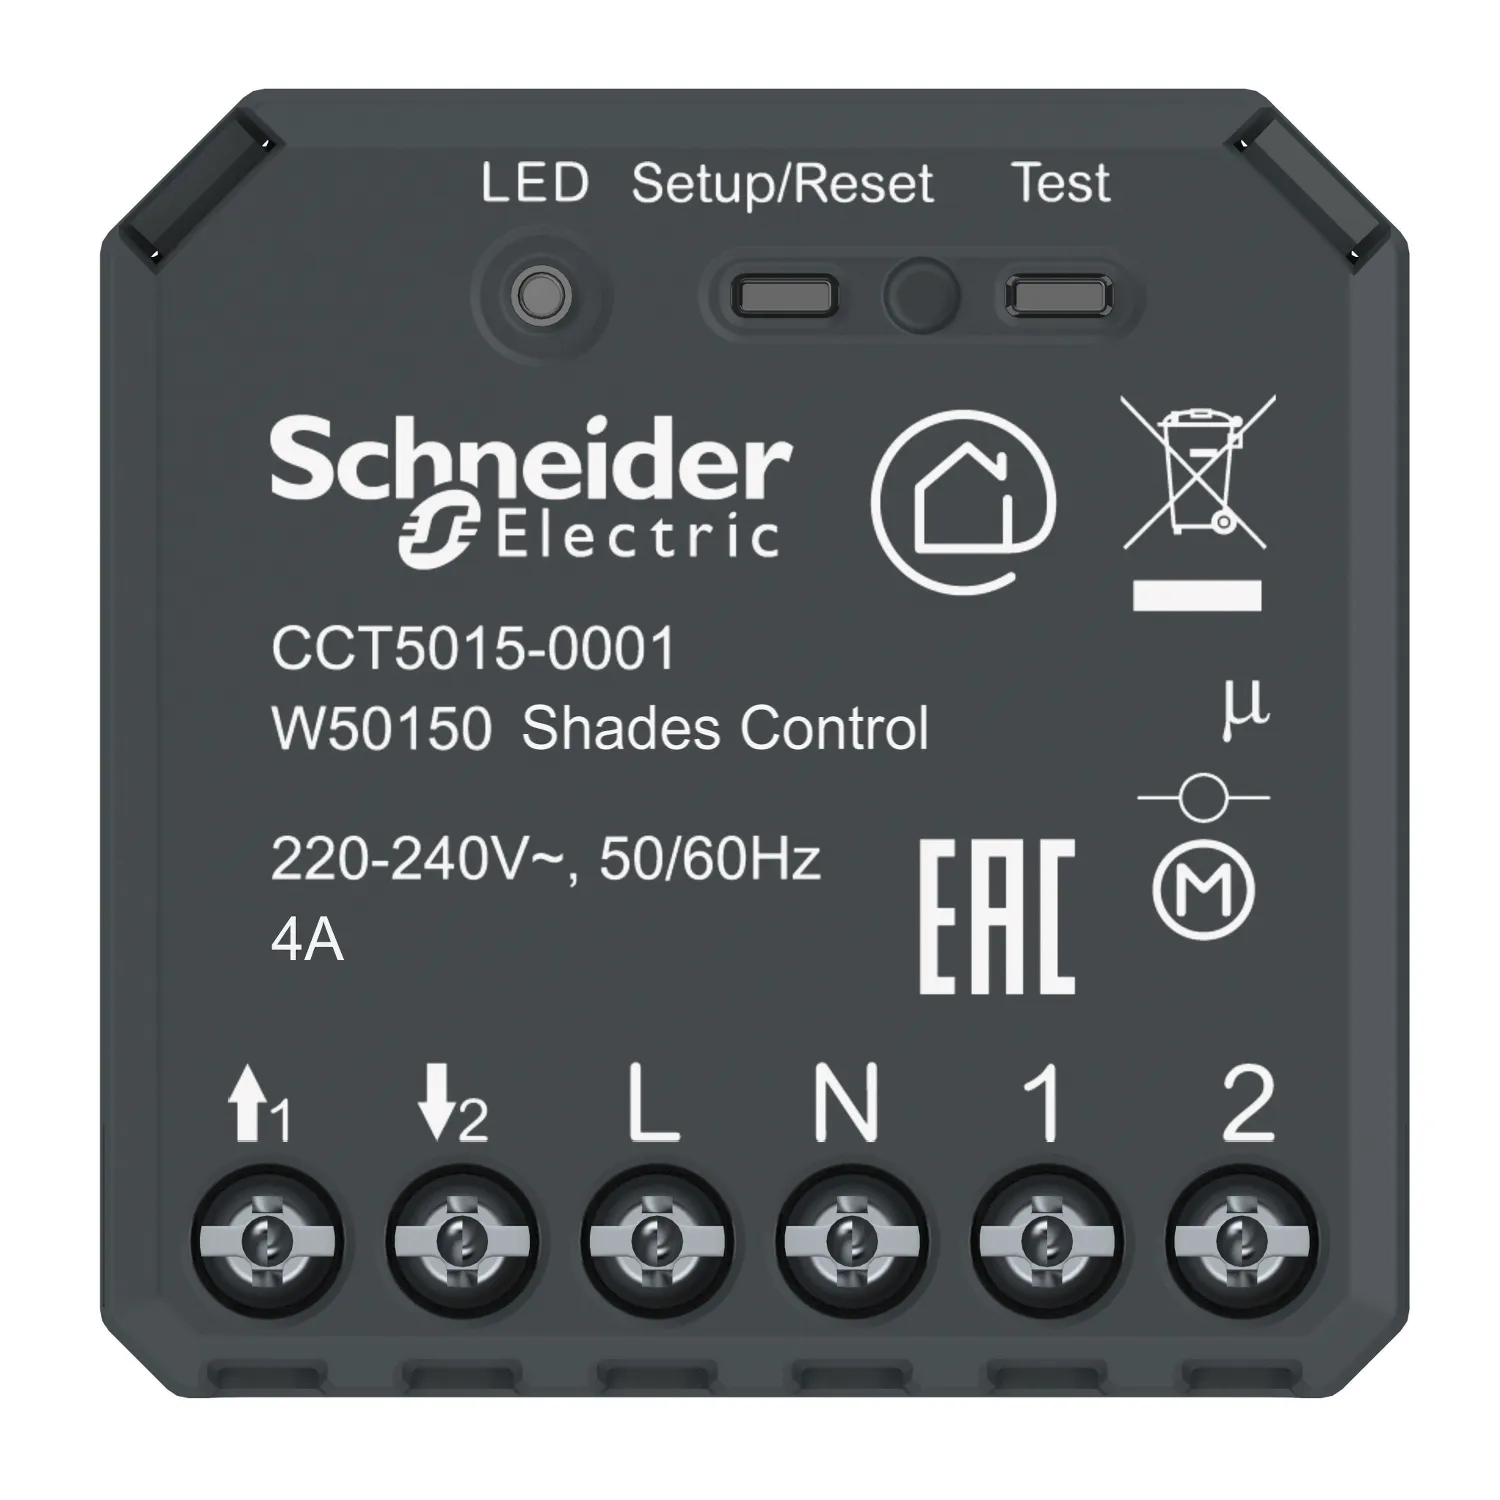 LED Setup/Reset Test
Schneider
Electric
CCT5015-0001
W50150 Shades Control
µ
220-240V~, 50/60Hz
4A
EAC
M
↑1 ↓2 L N 1 2